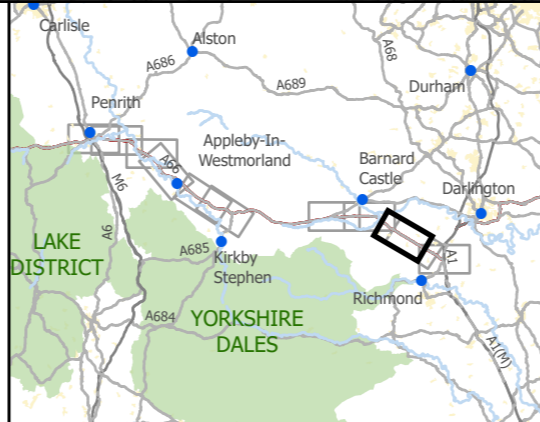 Carlisle
Alston
A686
A68
A689
Durham
Penrith
Appleby-In-
Westmorland
A66
Barnard
Castle
Darlington
M6
A6
LAKE
DISTRICT
A685
Kirkby
Stephen
A1
Richmond
A684
YORKSHIRE
DALES
A1(M)